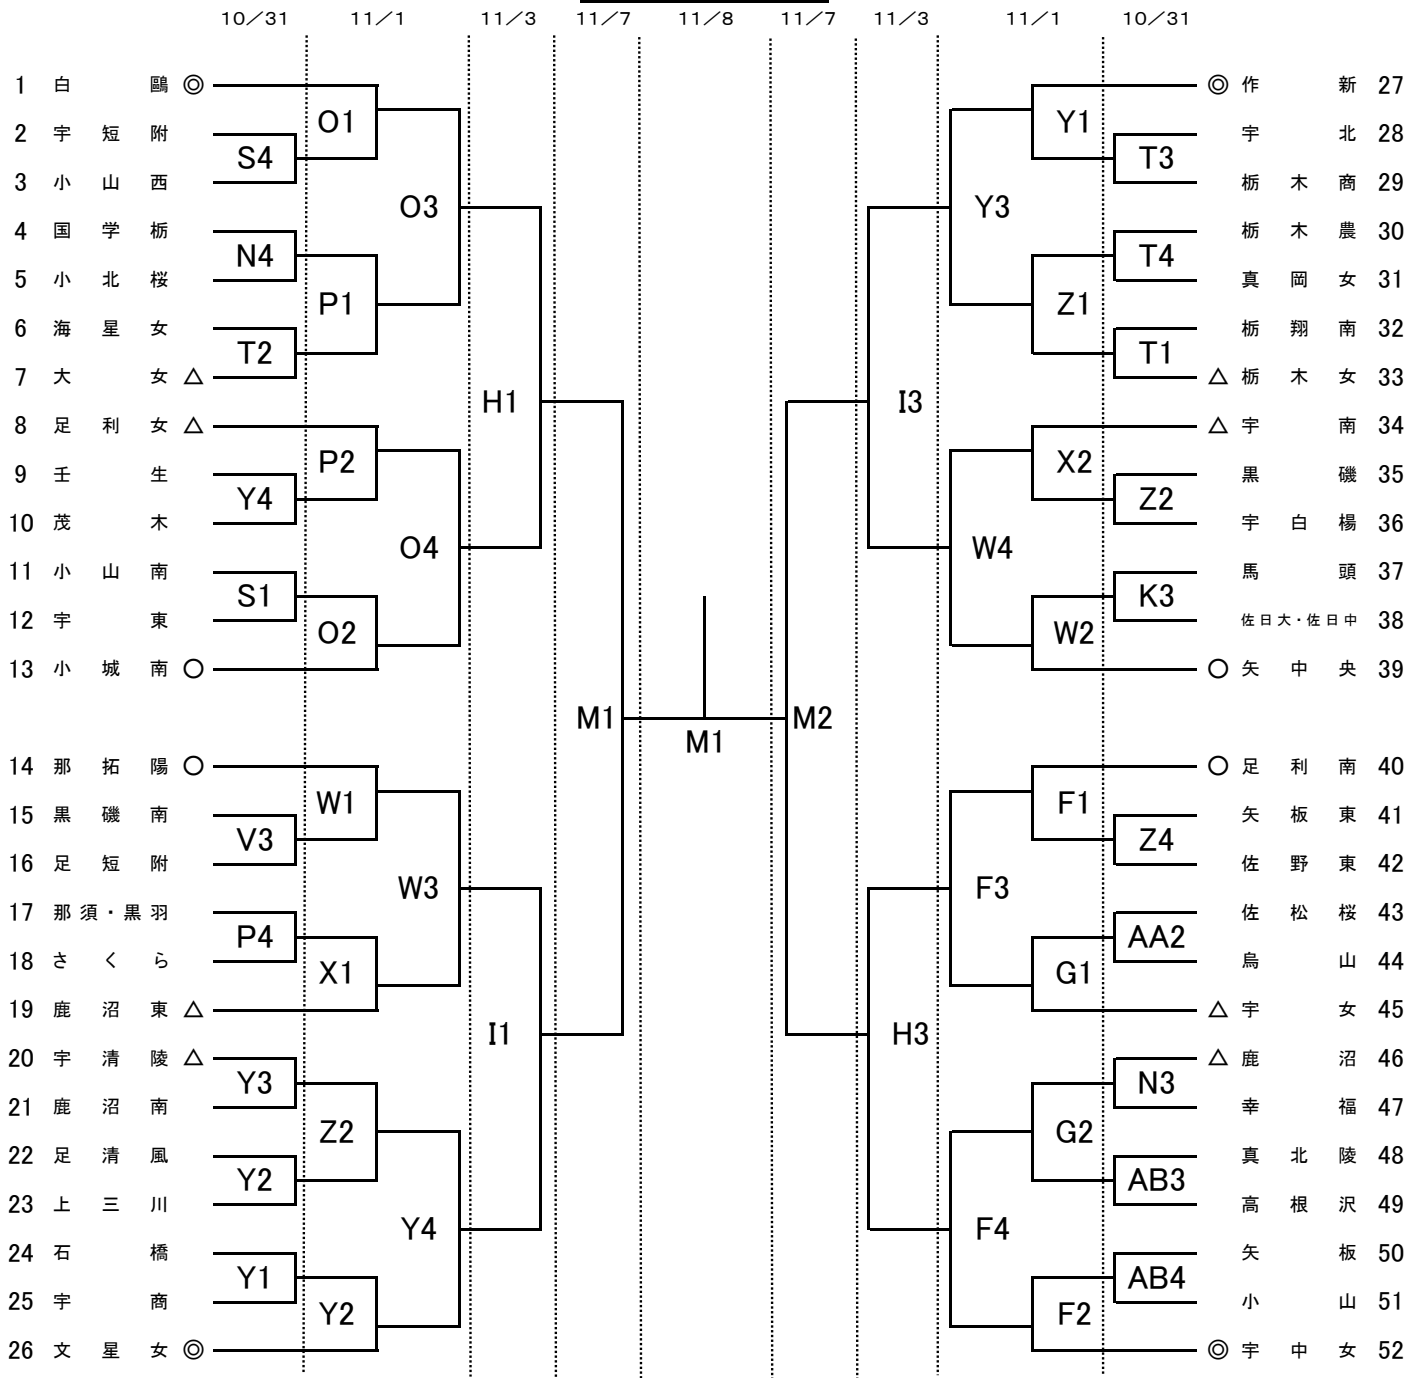 10/31 11/1 11/3 11/7 11/8 11/7 11/3 11/1 10/31
1 白鷗 ◎ ◎ 作新 27
O1 Y1
2 宇短附 宇北 28
S4 T3
3 小山西 栃木商 29
O3 Y3
4 国学栃 栃木農 30
N4 T4
5 小北桜 真岡女 31
P1 Z1
6 海星女 栃翔南 32
T2 T1
7 大女 △ △ 栃木女 33
H1 I3
8 足利女 △ △ 宇南 34
P2 X2
9 壬生 黒磯 35
Y4 Z2
10 茂木 宇白楊 36
O4 W4
11 小山南 馬頭 37
S1 K3
12 宇東 佐日大・佐日中 38
O2 W2
13 小城南 ○ ○ 矢中央 39
M1 M2
M1
14 那拓陽 ○ ○ 足利南 40
W1 F1
15 黒磯南 矢板東 41
V3 Z4
16 足短附 佐野東 42
W3 F3
17 那須・黒羽 佐松桜 43
P4 AA2
18 さくら 烏山 44
X1 G1
19 鹿沼東 △ △ 宇女 45
I1 H3
20 宇清陵 △ △ 鹿沼 46
Y3 N3
21 鹿沼南 幸福 47
Z2 G2
22 足清風 真北陵 48
Y2 AB3
23 上三川 高根沢 49
Y4 F4
24 石橋 矢板 50
Y1 AB4
25 宇商 小山 51
Y2 F2
26 文星女 ◎ ◎ 宇中女 52